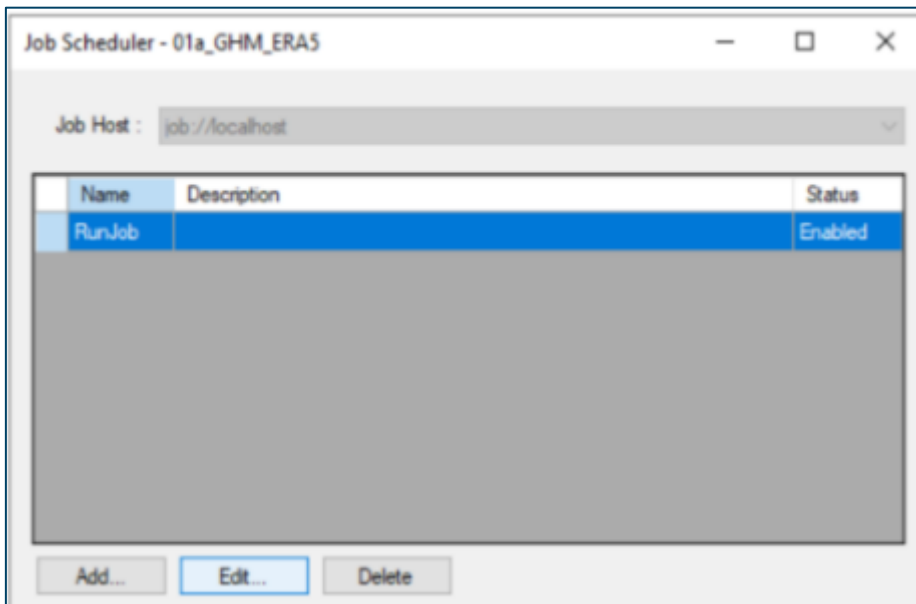 Job Scheduler - 01a_GHM_ERA5
Job Host : job://localhost
Name Description Status
RunJob Enabled
Add... Edit... Delete